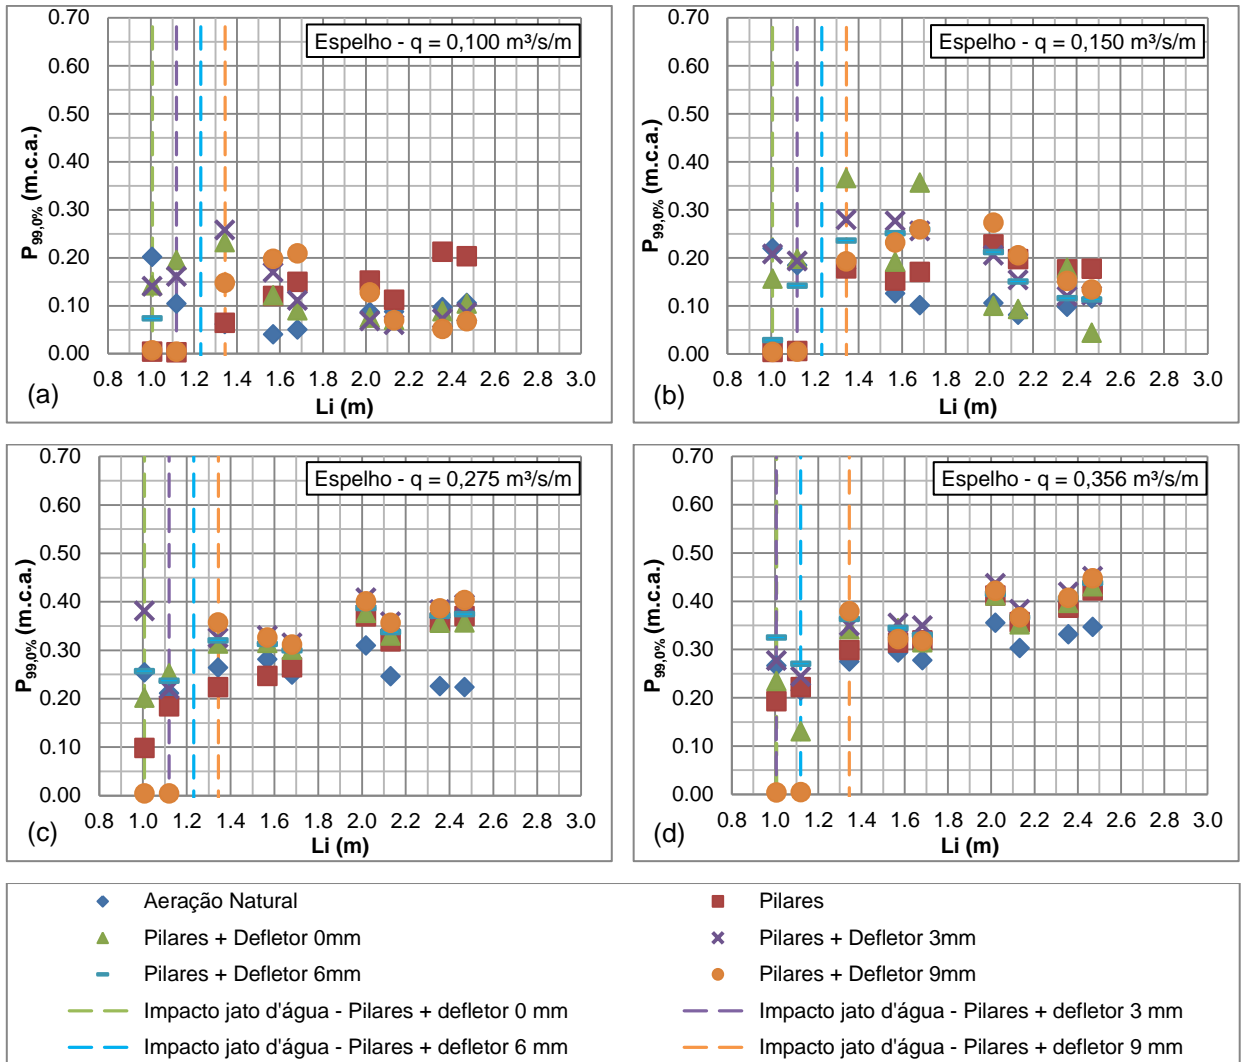 Espelho - q = 0,100 m³/s/m
0.70
0.60
0.50
0.40
0.30
0.20
0.10
0.00
P99,0% (m.c.a.)
0.8 1.0 1.2 1.4 1.6 1.8 2.0 2.2 2.4 2.6 2.8 3.0
(a)
Li (m)
Espelho - q = 0,150 m³/s/m
0.70
0.60
0.50
0.40
0.30
0.20
0.10
0.00
P99,0% (m.c.a.)
0.8 1.0 1.2 1.4 1.6 1.8 2.0 2.2 2.4 2.6 2.8 3.0
(b)
Li (m)
Espelho - q = 0,275 m³/s/m
0.70
0.60
0.50
0.40
0.30
0.20
0.10
0.00
P99,0% (m.c.a.)
0.8 1.0 1.2 1.4 1.6 1.8 2.0 2.2 2.4 2.6 2.8 3.0
(c)
Li (m)
Espelho - q = 0,356 m³/s/m
0.70
0.60
0.50
0.40
0.30
0.20
0.10
0.00
P99,0% (m.c.a.)
0.8 1.0 1.2 1.4 1.6 1.8 2.0 2.2 2.4 2.6 2.8 3.0
(d)
Li (m)
Aeração Natural
Pilares
Pilares + Defletor 0mm
Pilares + Defletor 3mm
Pilares + Defletor 6mm
Pilares + Defletor 9mm
Impacto jato d'água - Pilares + defletor 0 mm
Impacto jato d'água - Pilares + defletor 3 mm
Impacto jato d'água - Pilares + defletor 6 mm
Impacto jato d'água - Pilares + defletor 9 mm